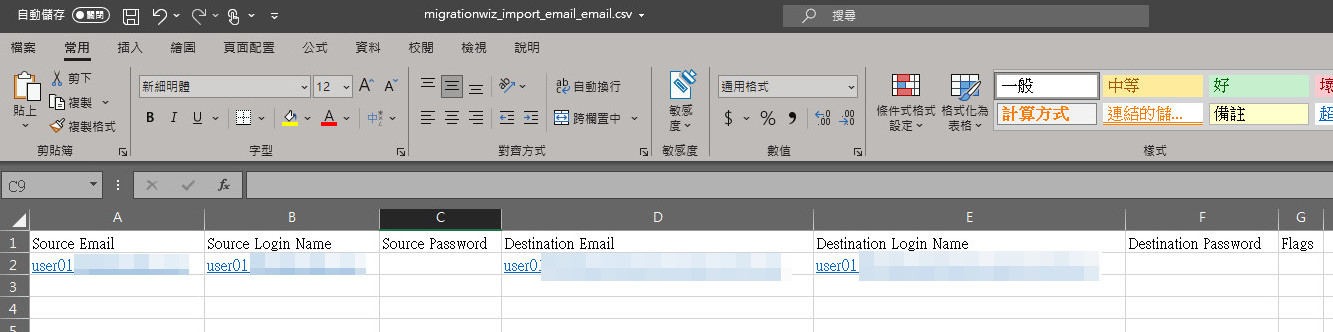 自動儲存 關閉 migrationwiz_import_email_email.csv 搜尋
檔案 常用 插入 繪圖 頁面配置 公式 資料 校閱 檢視 說明
貼上 剪下 複製 複製格式 剪貼簿
新細明體 12 A A B I U A 字型
ab 自動換行 跨欄置中 對齊方式
敏感度 敏感度
通用格式 $ % 數值
條件式格式設定 格式化為表格 一般 中等 好 壞 計算方式 連結的儲... 備註 超 樣式
C9 fx
A B C D E F G
1 Source Email Source Login Name Source Password Destination Email Destination Login Name Destination Password Flags
2 user01 user01 user01 user01
3
4
5